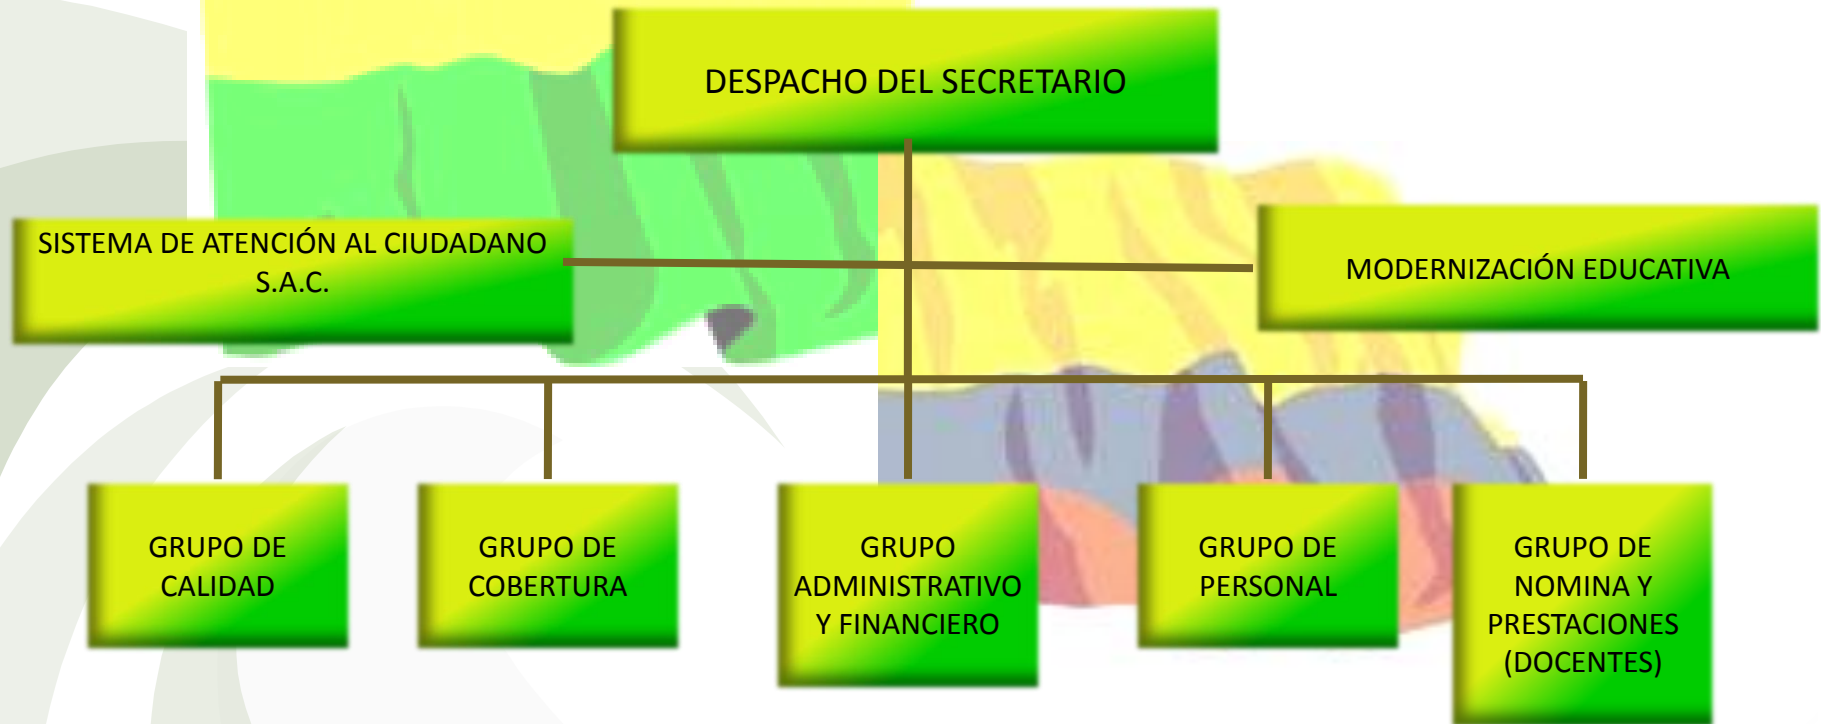 DESPACHO DEL SECRETARIO
SISTEMA DE ATENCIÓN AL CIUDADANO
S.A.C.
MODERNIZACIÓN EDUCATIVA
GRUPO DE
CALIDAD
GRUPO DE
COBERTURA
GRUPO
ADMINISTRATIVO
Y FINANCIERO
GRUPO DE
PERSONAL
GRUPO DE
NOMINA Y
PRESTACIONES
(DOCENTES)